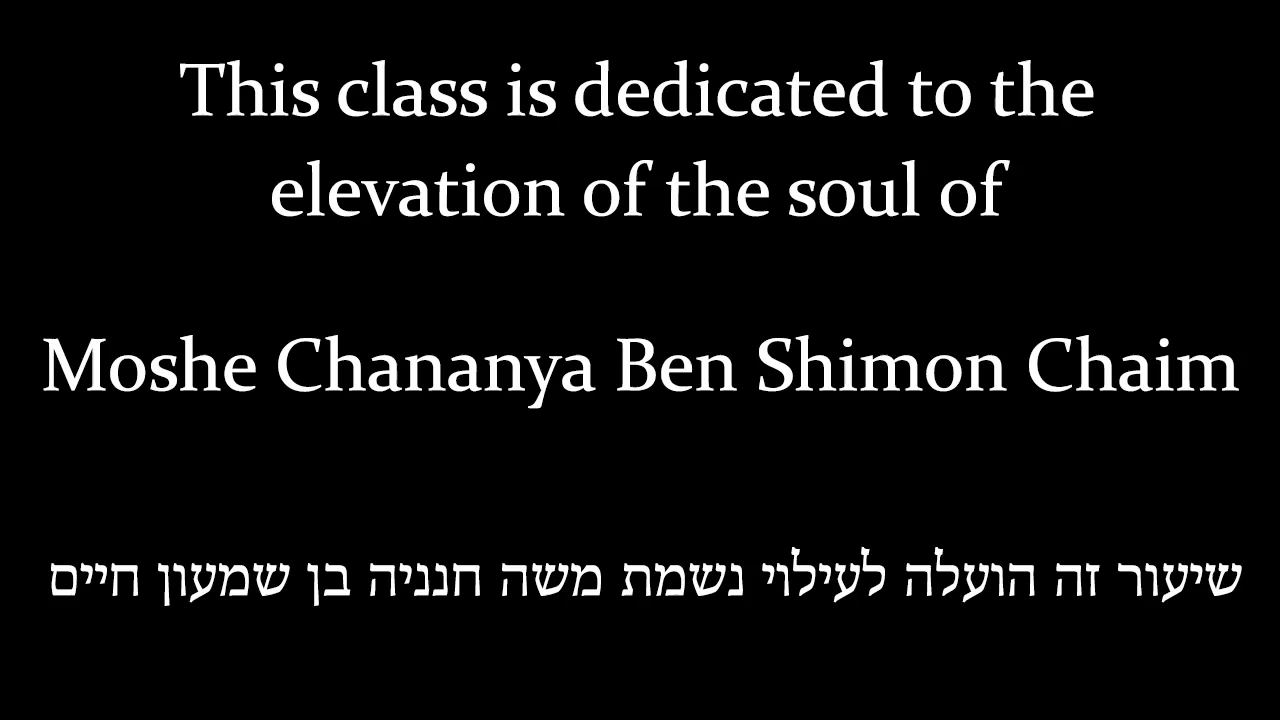 This class is dedicated to the
elevation of the soul of
Moshe Chananya Ben Shimon Chaim
שיעור זה הועלה לעילוי נשמת משה חנניה בן שמעון חיים